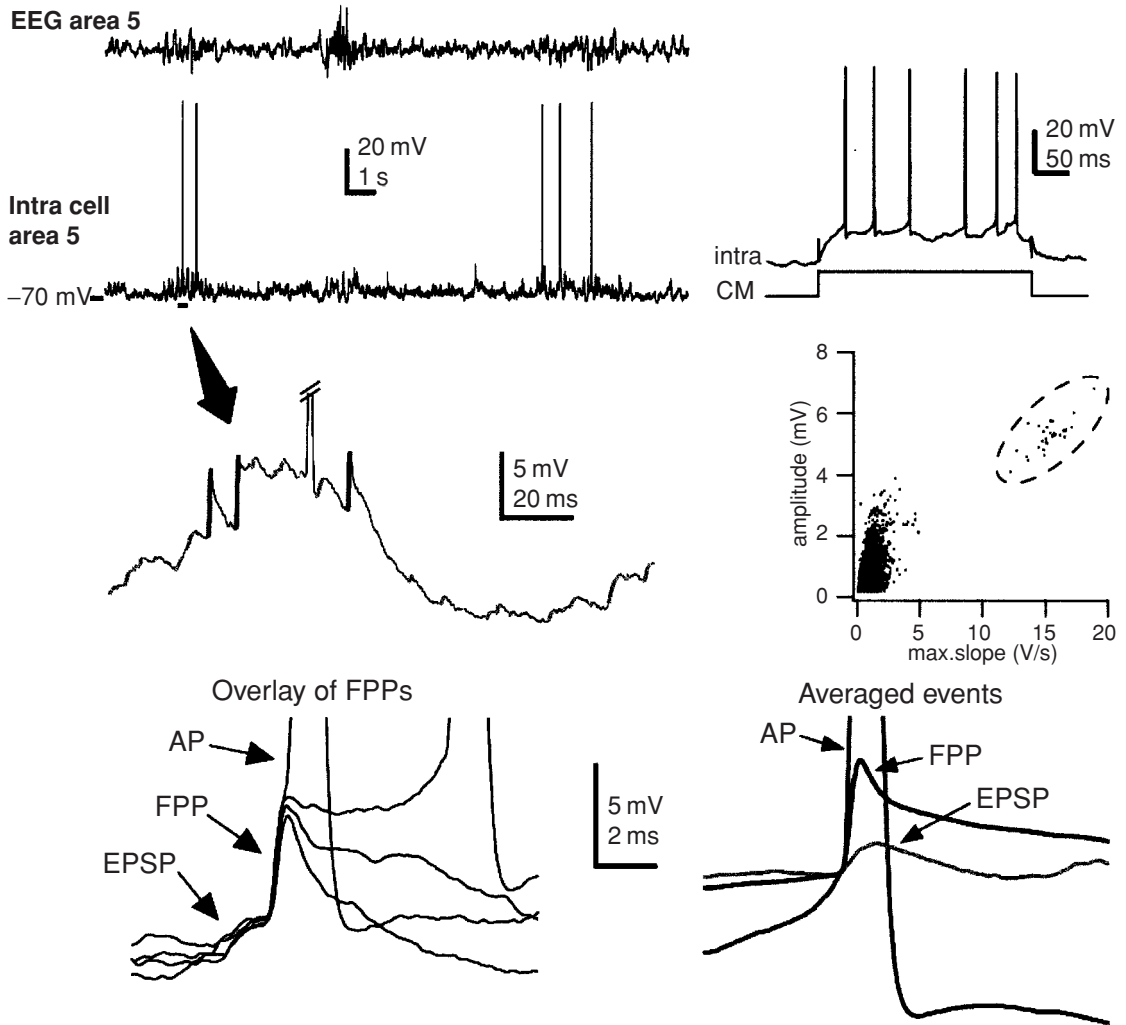 EEG area 5
20 mV
1 s
Intra cell
area 5
–70 mV
20 mV
50 ms
intra
CM
5 mV
20 ms
8
6
4
2
0
amplitude (mV)
0 5 10 15 20
max.slope (V/s)
Overlay of FPPs
AP
FPP
EPSP
5 mV
2 ms
Averaged events
AP
FPP
EPSP